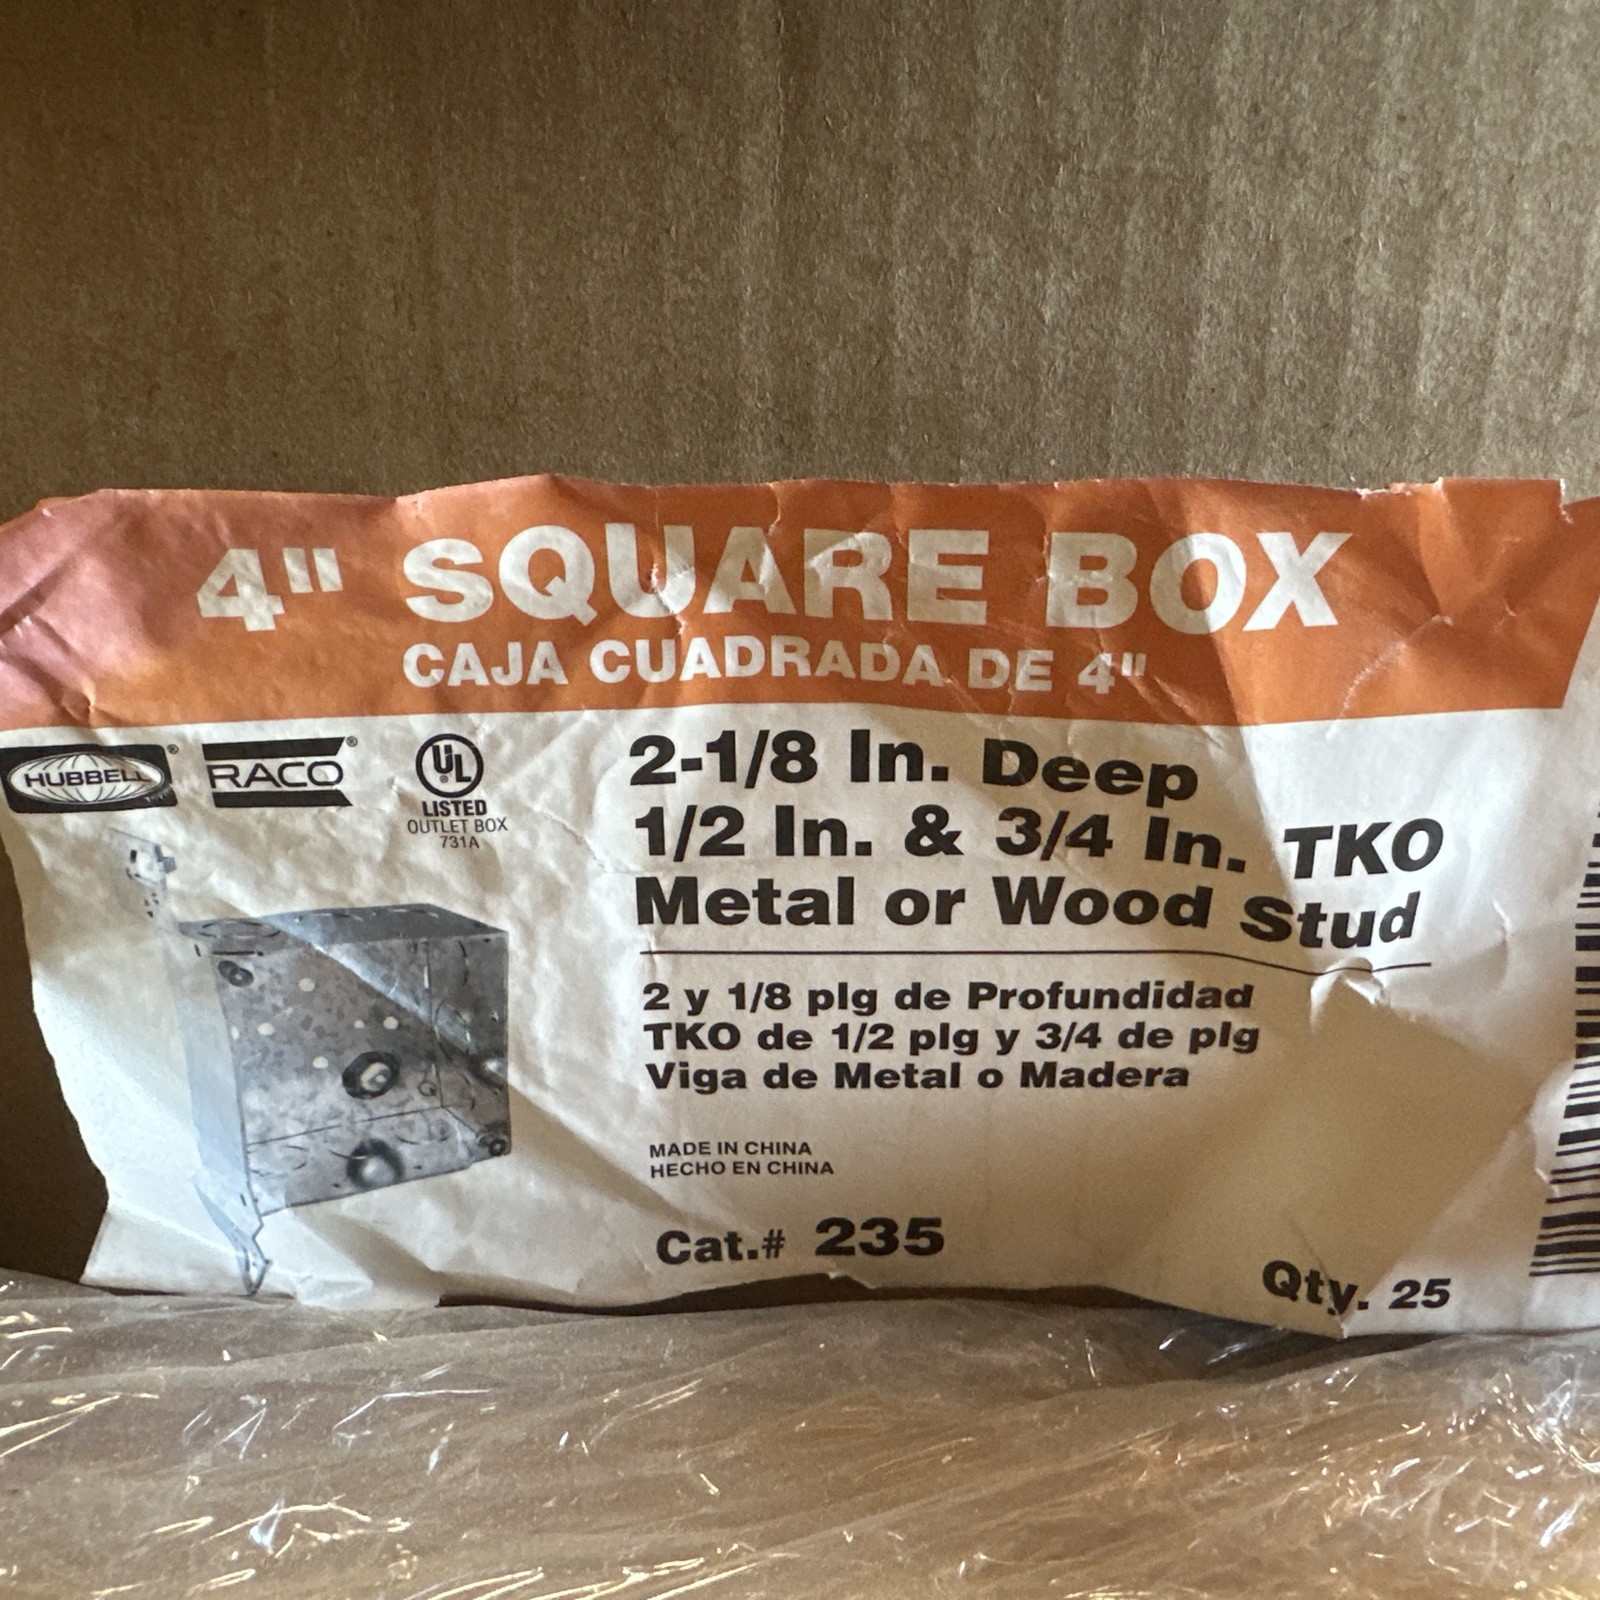 4" SQUARE BOX
CAJA CUADRADA DE 4"
HUBBELL®
RACO®
UL®
LISTED
OUTLET BOX
731A
2-1/8 In. Deep
1/2 In. & 3/4 In. TKO
Metal or Wood Stud
2 y 1/8 plg de Profundidad
TKO de 1/2 plg y 3/4 de plg
Viga de Metal o Madera
MADE IN CHINA
HECHO EN CHINA
Cat.# 235
Qty. 25